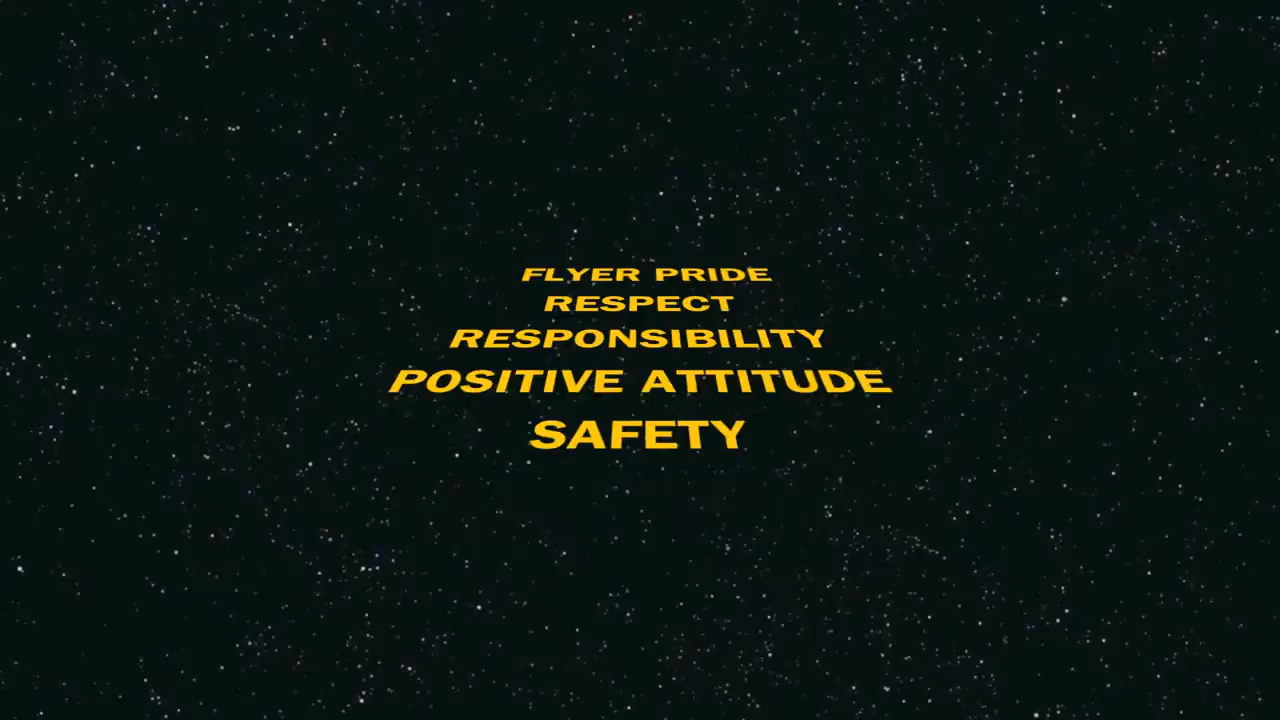 FLYER PRIDE
RESPECT
RESPONSIBILITY
POSITIVE ATTITUDE
SAFETY